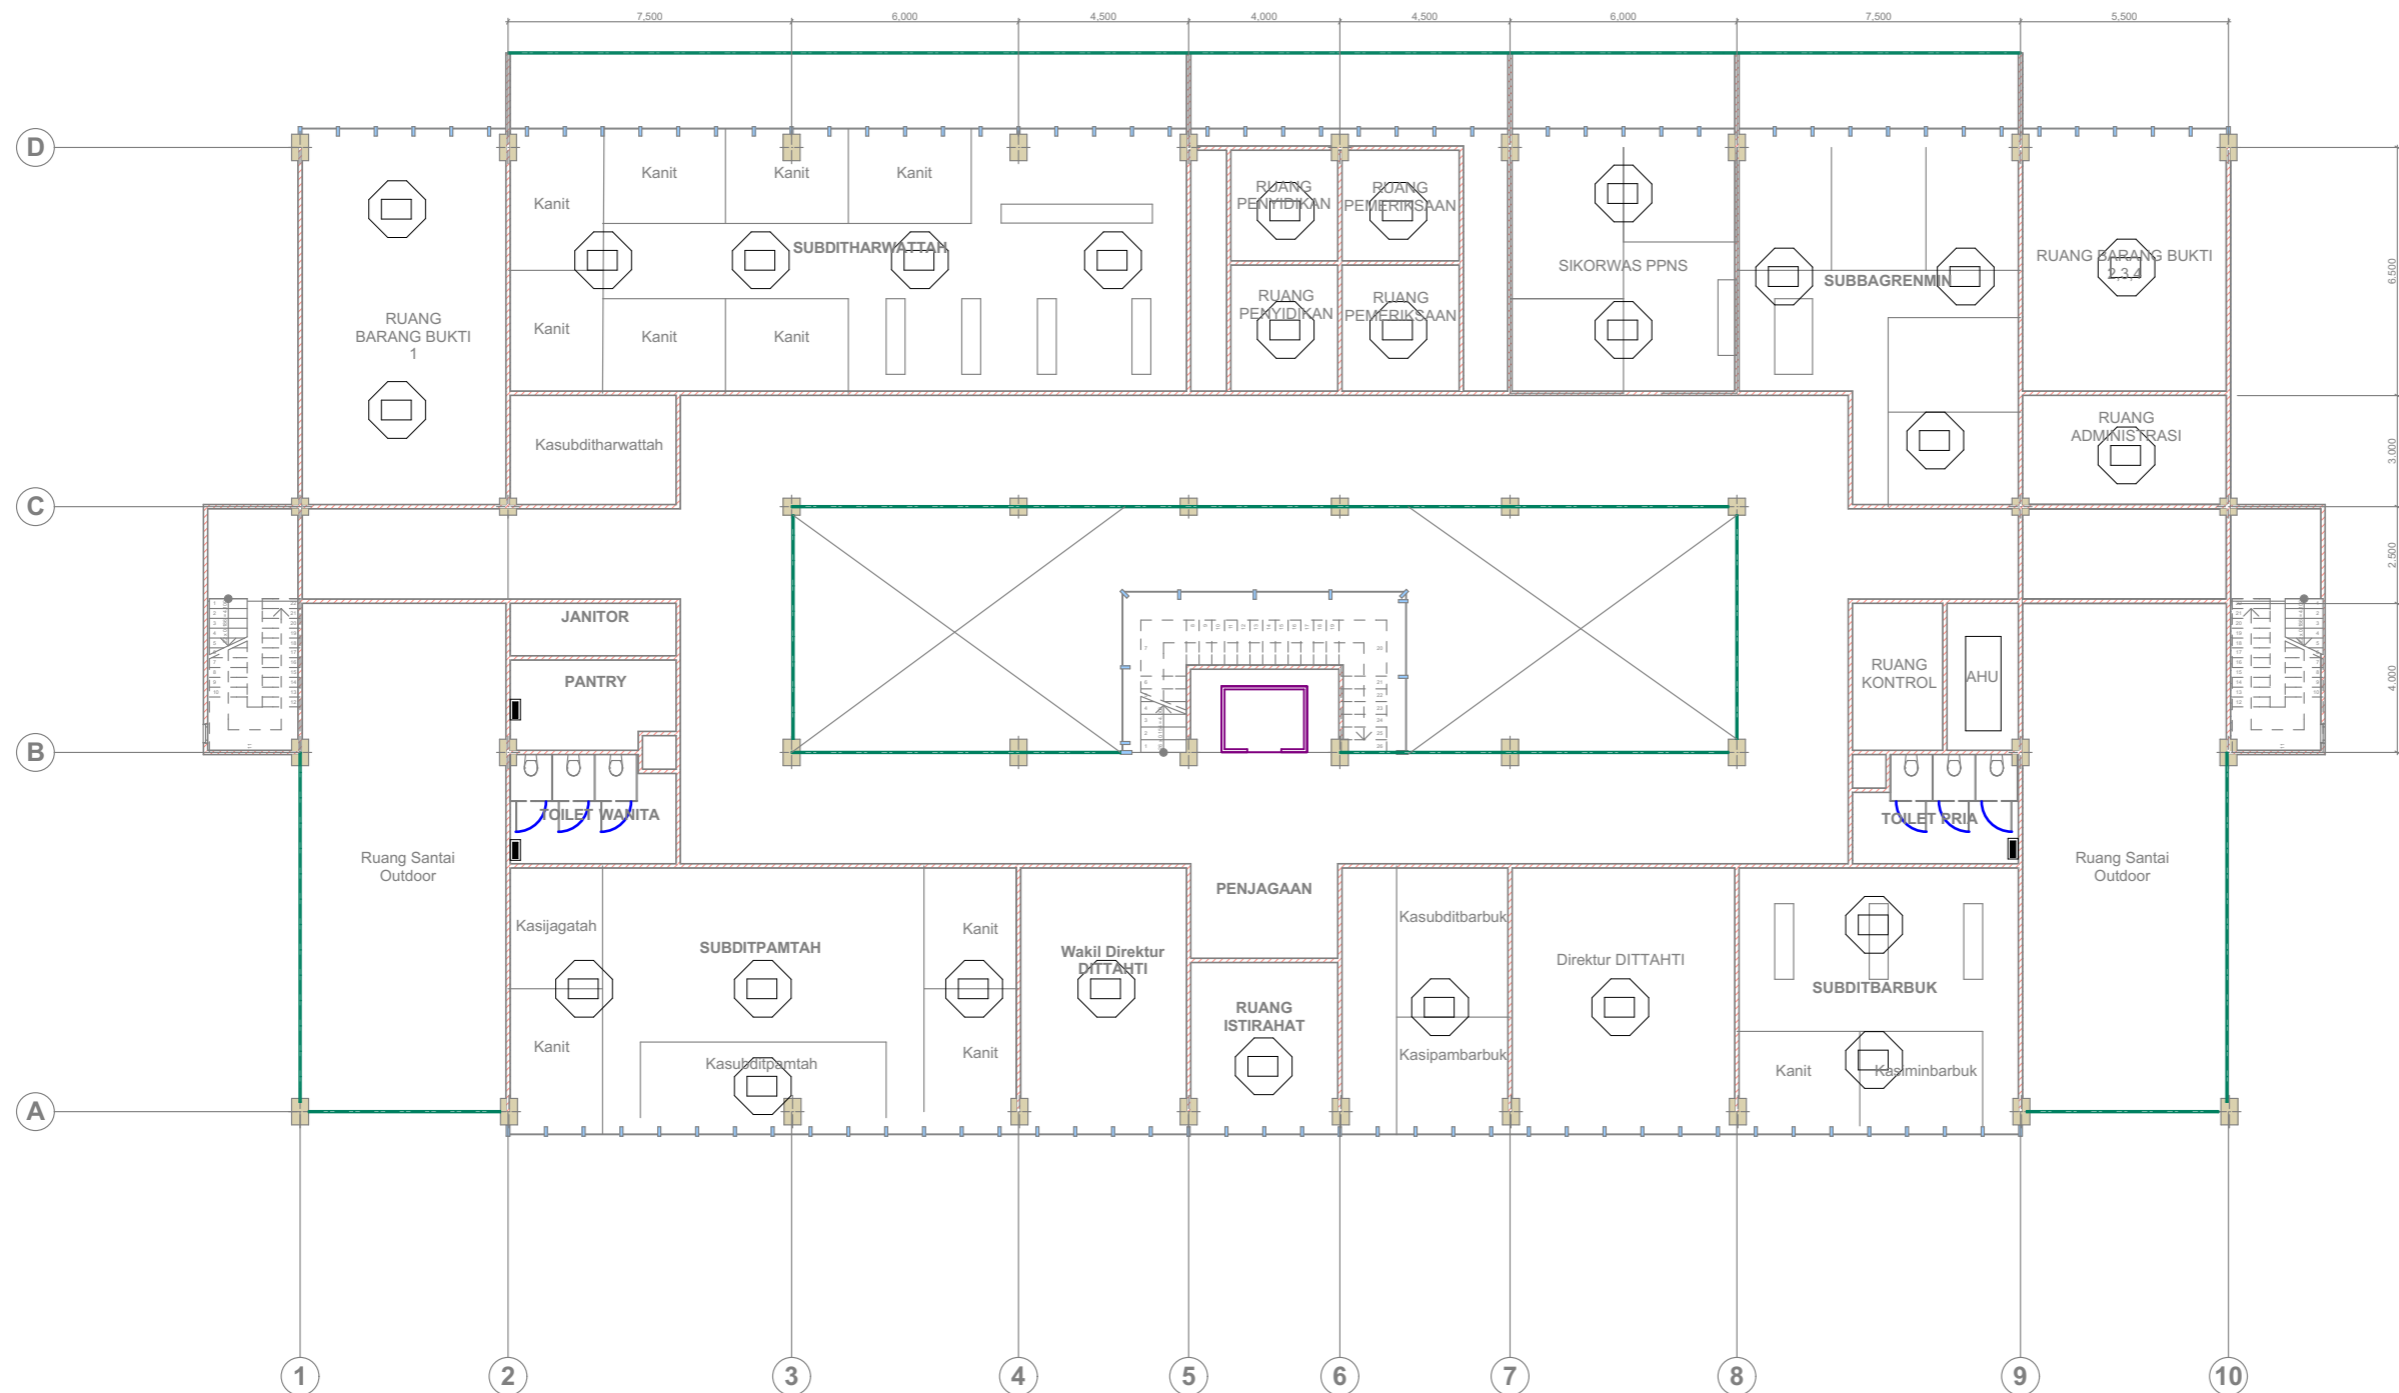 7,500
6,000
4,500
4,000
4,500
6,000
7,500
5,500
D
Kanit
Kanit
Kanit
Kanit
RUANG
PENYIDIKAN
RUANG
PEMERIKSAAN
SUBDITHARWATTAH
SIKORWAS PPNS
SUBBAGRENMIN
RUANG BARANG BUKTI
2,3,4
6,500
RUANG
BARANG BUKTI
1
Kanit
Kanit
Kanit
RUANG
PENYIDIKAN
RUANG
PEMERIKSAAN
Kasubditharwattah
RUANG
ADMINISTRASI
3,000
C
2,500
JANITOR
PANTRY
RUANG
KONTROL
AHU
4,000
B
TOILET WANITA
TOILET PRIA
Ruang Santai
Outdoor
PENJAGAAN
Ruang Santai
Outdoor
Kasijagatah
SUBDITPAMTAH
Kanit
Wakil Direktur
DITTAHTI
Kasubditbarbuk
Direktur DITTAHTI
SUBDITBARBUK
RUANG
ISTIRAHAT
Kanit
Kasubditpamtah
Kanit
Kasipambarbuk
Kanit
Kasiminbarbuk
A
1
2
3
4
5
6
7
8
9
10